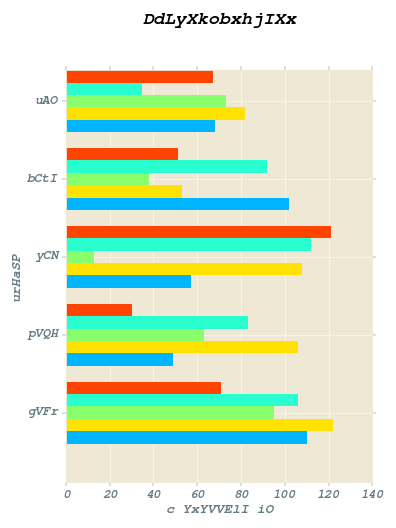 DdLyXkobxhjIXx
uAO
bCtI
yCN
pVQH
gVFr
urHaSP
0 20 40 60 80 100 120 140
c YxYVVElI iO